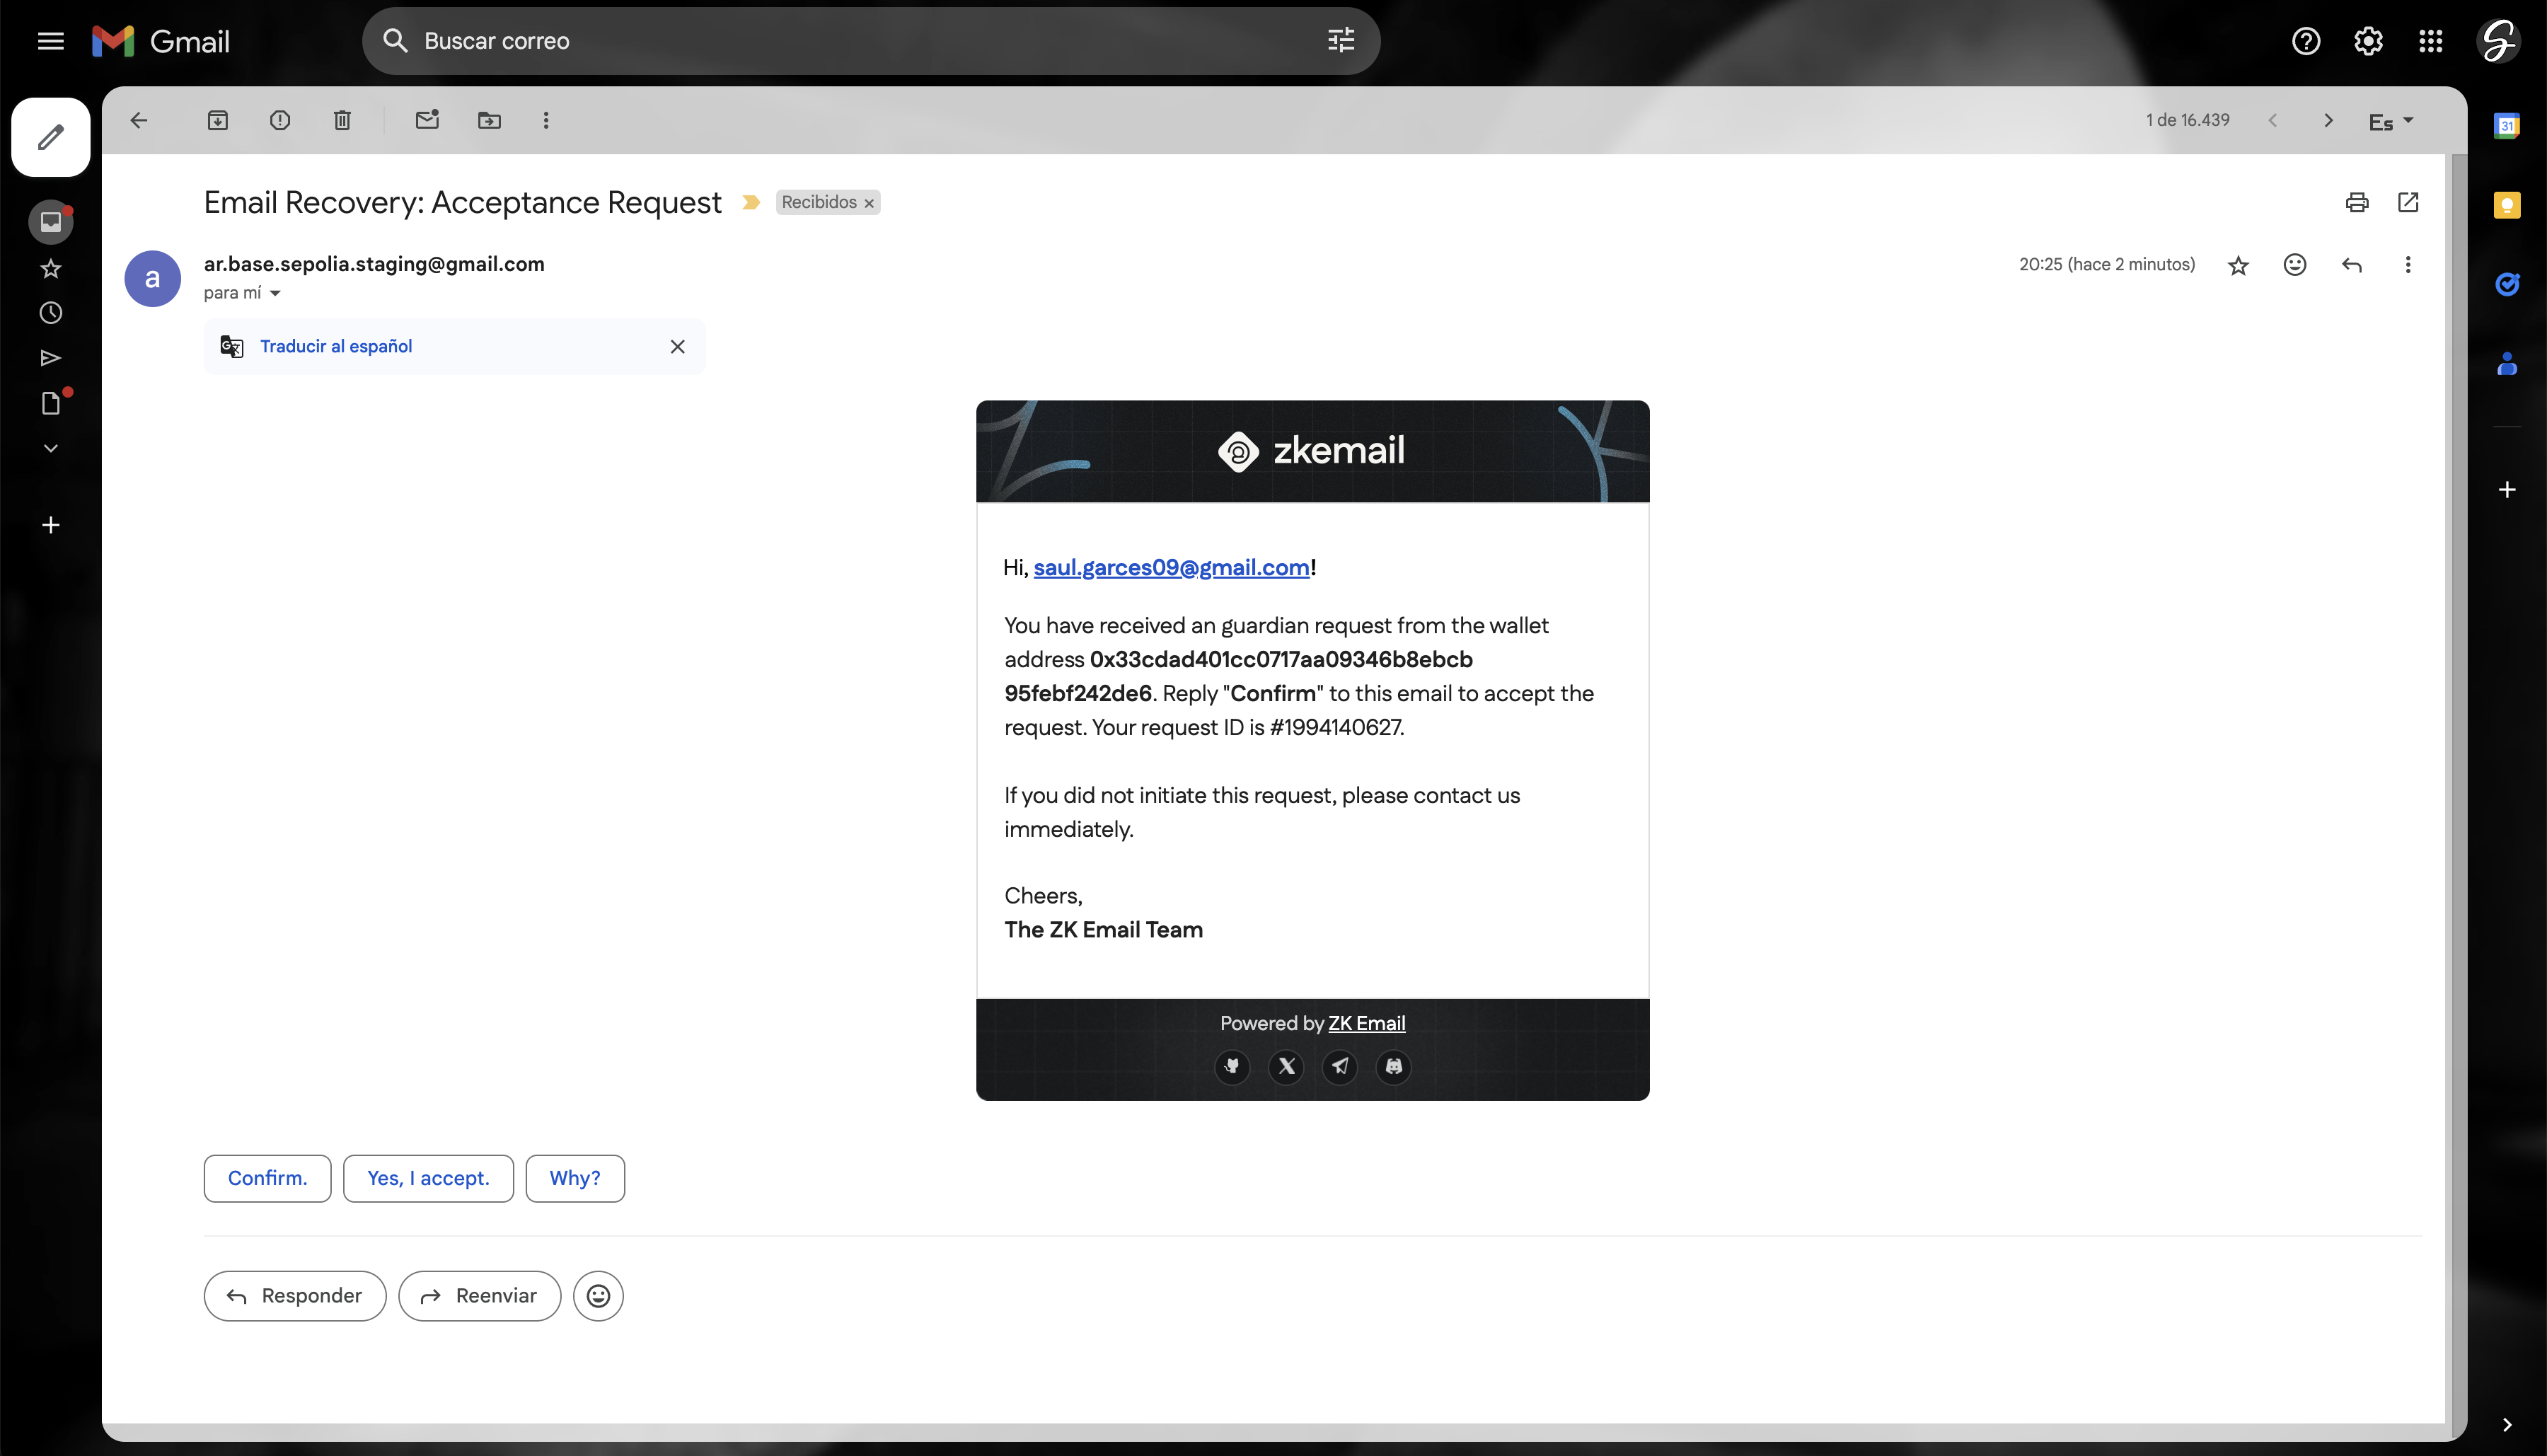 Gmail
Buscar correo
1 de 16.439
Es
31
Email Recovery: Acceptance Request
Recibidos ×
a
ar.base.sepolia.staging@gmail.com
20:25 (hace 2 minutos)
para mí
Traducir al español
zkemail
Hi, saul.garces09@gmail.com!
You have received an guardian request from the wallet
address 0x33cdad401cc0717aa09346b8ebcb
95febf242de6. Reply "Confirm" to this email to accept the
request. Your request ID is #1994140627.
If you did not initiate this request, please contact us
immediately.
Cheers,
The ZK Email Team
Powered by ZK Email
Confirm.
Yes, I accept.
Why?
Responder
Reenviar